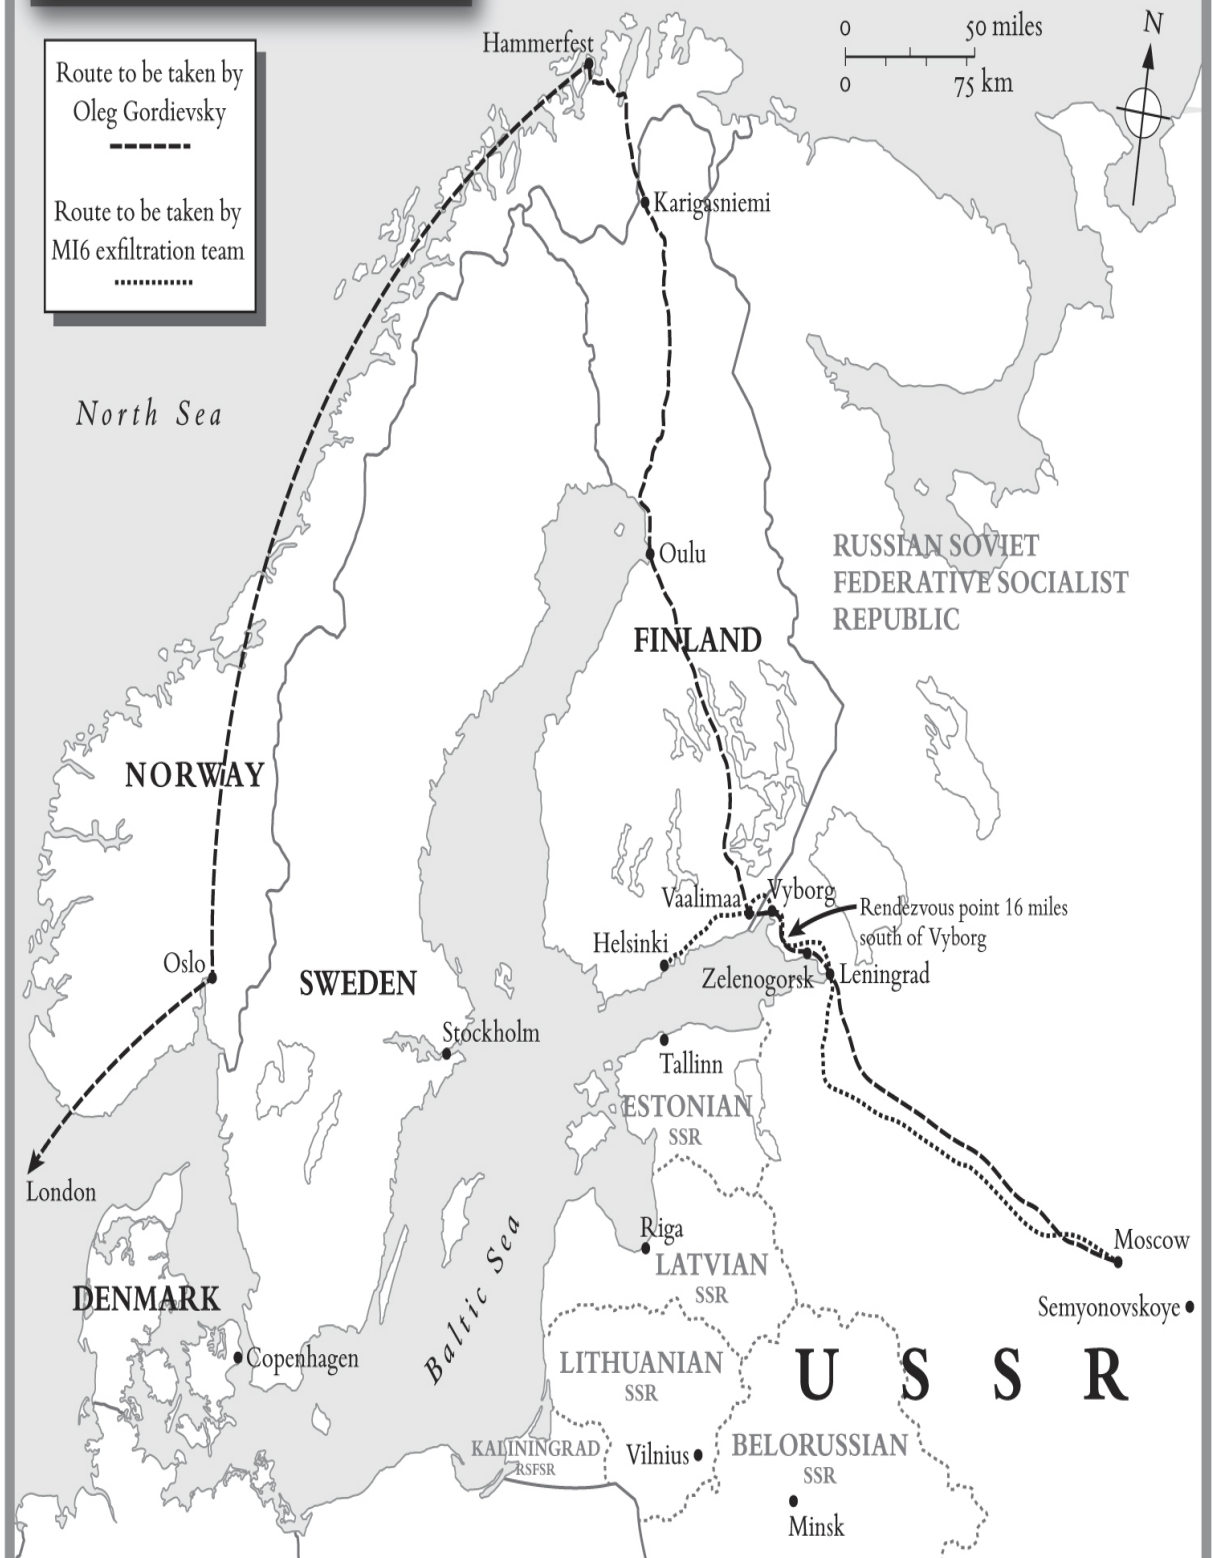 Hammerfest
0 50 miles
0 75 km
N
Route to be taken by
Oleg Gordievsky
Route to be taken by
MI6 exfiltration team
Karigasniemi
North Sea
Oulu
RUSSIAN SOVIET
FEDERATIVE SOCIALIST
REPUBLIC
FINLAND
NORWAY
Vaalimaa
Vyborg
Rendezvous point 16 miles
south of Vyborg
Helsinki
Oslo
SWEDEN
Zelenogorsk
Leningrad
Stockholm
Tallinn
ESTONIAN
SSR
London
Riga
Moscow
LATVIAN
SSR
Baltic Sea
DENMARK
Semyonovskoye
Copenhagen
LITHUANIAN
SSR
USSR
KALININGRAD
RSFSR
Vilnius
BELORUSSIAN
SSR
Minsk